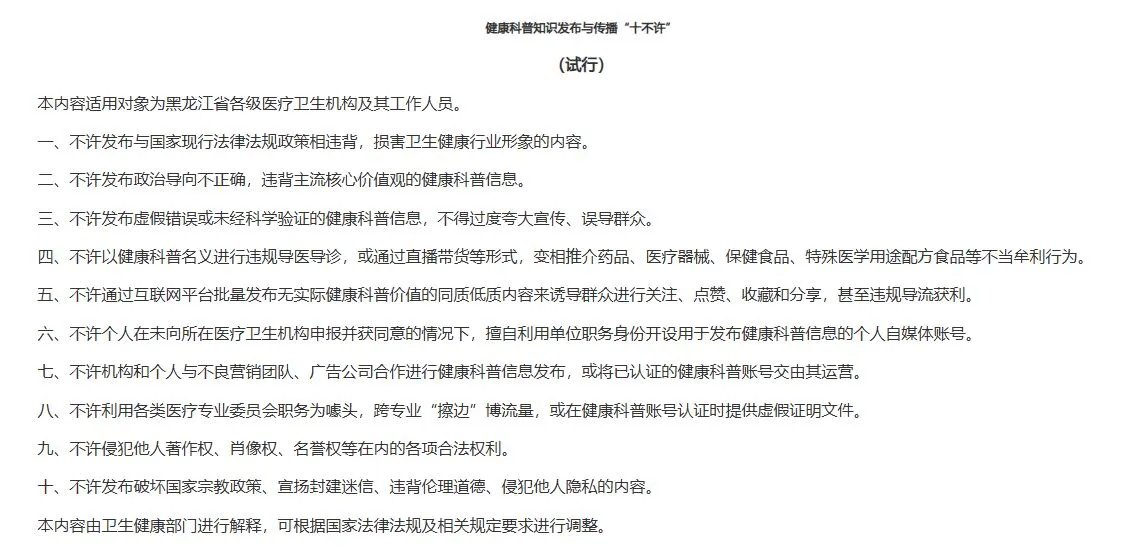 健康科普知识发布与传播“十不许”
（试行）
本内容适用对象为黑龙江省各级医疗卫生机构及其工作人员。
一、不许发布与国家现行法律法规政策相违背，损害卫生健康行业形象的内容。
二、不许发布政治导向不正确，违背主流核心价值观的健康科普信息。
三、不许发布虚假错误或未经科学验证的健康科普信息，不得过度夸大宣传、误导群众。
四、不许以健康科普名义进行违规导医导诊，或通过直播带货等形式，变相推介药品、医疗器械、保健食品、特殊医学用途配方食品等不当牟利行为。
五、不许通过互联网平台批量发布无实际健康科普价值的同质低质内容来诱导群众进行关注、点赞、收藏和分享，甚至违规导流获利。
六、不许个人在未向所在医疗卫生机构申报并获同意的情况下，擅自利用单位职务身份开设用于发布健康科普信息的个人自媒体账号。
七、不许机构和个人与不良营销团队、广告公司合作进行健康科普信息发布，或将已认证的健康科普账号交由其运营。
八、不许利用各类医疗专业委员会职务为噱头，跨专业“擦边”博流量，或在健康科普账号认证时提供虚假证明文件。
九、不许侵犯他人著作权、肖像权、名誉权等在内的各项合法权利。
十、不许发布破坏国家宗教政策、宣扬封建迷信、违背伦理道德、侵犯他人隐私的内容。
本内容由卫生健康部门进行解释，可根据国家法律法规及相关规定要求进行调整。